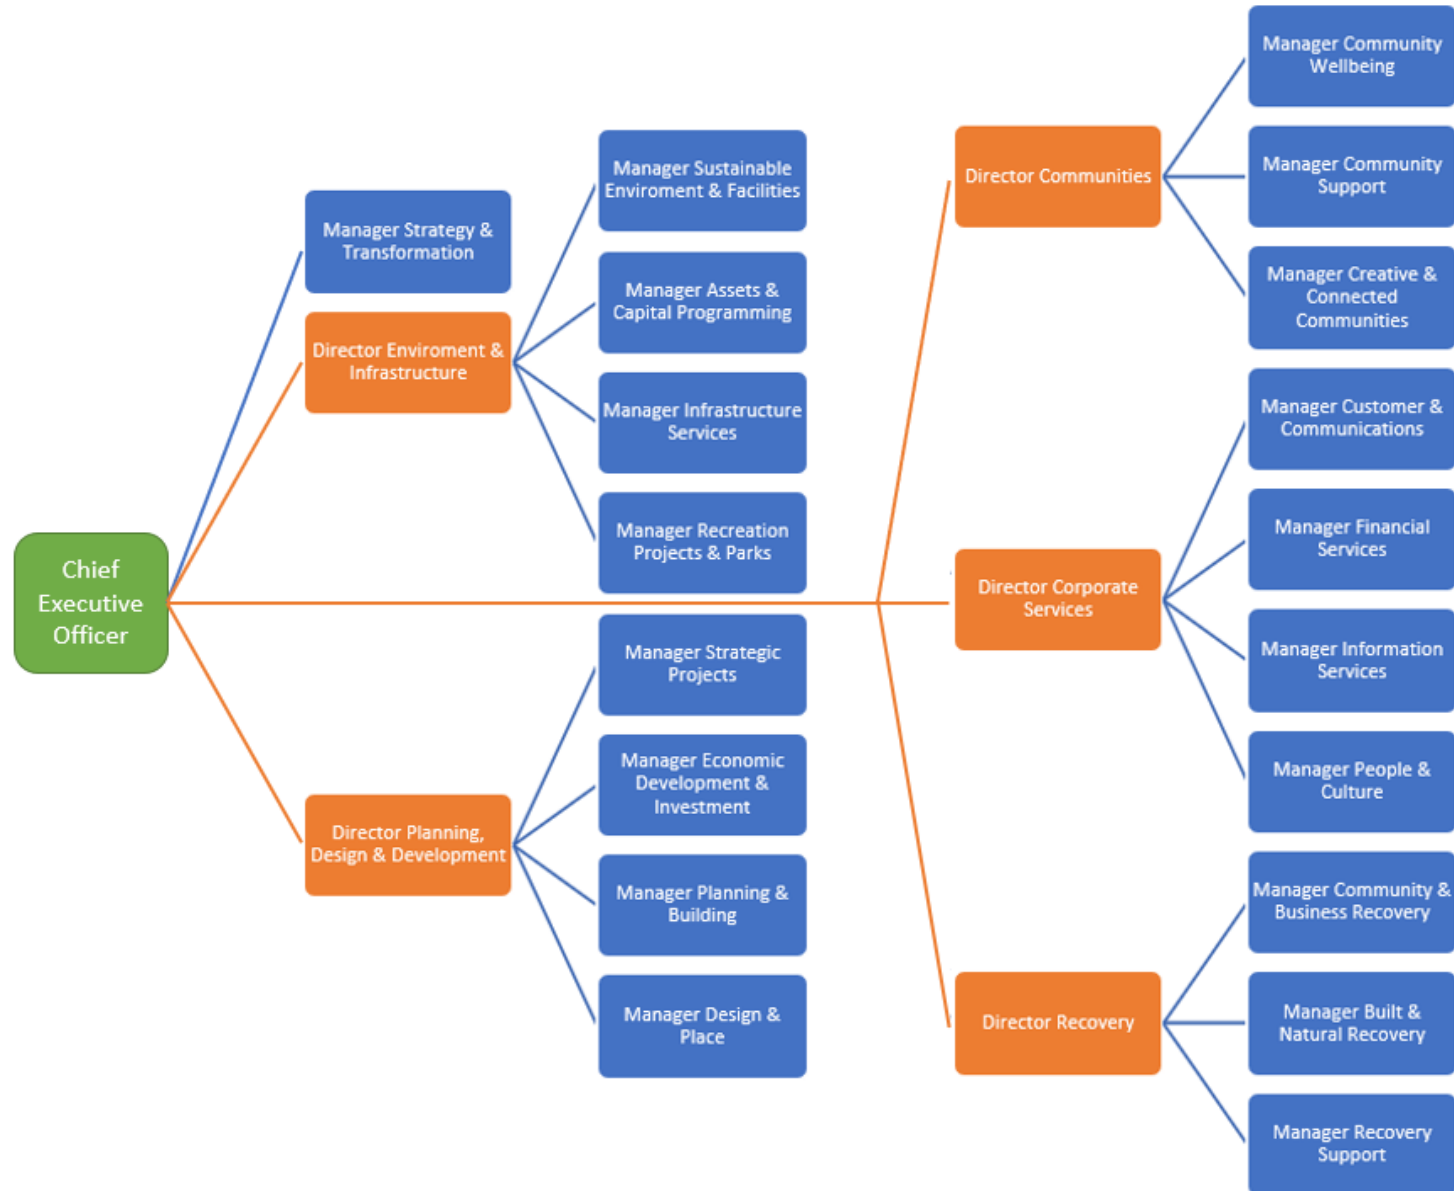 Chief
Executive
Officer
Manager Strategy &
Transformation
Director Enviroment &
Infrastructure
Manager Sustainable
Enviroment & Facilities
Manager Assets &
Capital Programming
Manager Infrastructure
Services
Manager Recreation
Projects & Parks
Director Planning,
Design & Development
Manager Strategic
Projects
Manager Economic
Development &
Investment
Manager Planning &
Building
Manager Design &
Place
Director Communities
Manager Community
Wellbeing
Manager Community
Support
Manager Creative &
Connected
Communities
Director Corporate
Services
Manager Customer &
Communications
Manager Financial
Services
Manager Information
Services
Manager People &
Culture
Director Recovery
Manager Community &
Business Recovery
Manager Built &
Natural Recovery
Manager Recovery
Support